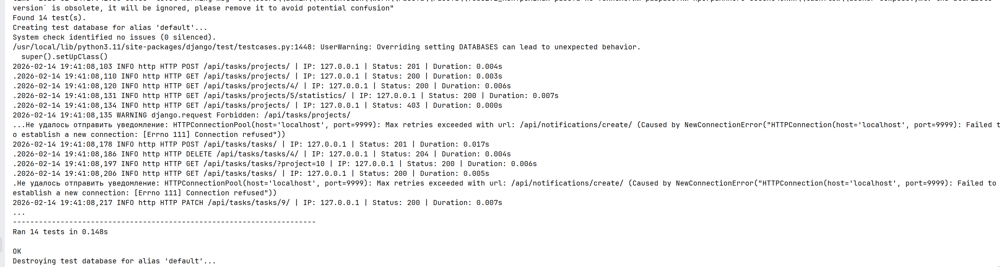 version` is obsolete, it will be ignored, please remove it to avoid potential confusion"
Found 14 test(s).
Creating test database for alias 'default'...
System check identified no issues (0 silenced).
/usr/local/lib/python3.11/site-packages/django/test/testcases.py:1448: UserWarning: Overriding setting DATABASES can lead to unexpected behavior.
  super().setUpClass()
2026-02-14 19:41:08,103 INFO http HTTP POST /api/tasks/projects/ | IP: 127.0.0.1 | Status: 201 | Duration: 0.004s
.2026-02-14 19:41:08,110 INFO http HTTP GET /api/tasks/projects/ | IP: 127.0.0.1 | Status: 200 | Duration: 0.003s
.2026-02-14 19:41:08,120 INFO http HTTP GET /api/tasks/projects/4/ | IP: 127.0.0.1 | Status: 200 | Duration: 0.006s
.2026-02-14 19:41:08,131 INFO http HTTP GET /api/tasks/projects/5/statistics/ | IP: 127.0.0.1 | Status: 200 | Duration: 0.007s
.2026-02-14 19:41:08,134 INFO http HTTP GET /api/tasks/projects/ | IP: 127.0.0.1 | Status: 403 | Duration: 0.000s
2026-02-14 19:41:08,135 WARNING django.request Forbidden: /api/tasks/projects/
...Не удалось отправить уведомление: HTTPConnectionPool(host='localhost', port=9999): Max retries exceeded with url: /api/notifications/create/ (Caused by NewConnectionError("HTTPConnection(host='localhost', port=9999): Failed t
o establish a new connection: [Errno 111] Connection refused"))
2026-02-14 19:41:08,178 INFO http HTTP POST /api/tasks/tasks/ | IP: 127.0.0.1 | Status: 201 | Duration: 0.017s
.2026-02-14 19:41:08,186 INFO http HTTP DELETE /api/tasks/tasks/4/ | IP: 127.0.0.1 | Status: 204 | Duration: 0.004s
.2026-02-14 19:41:08,197 INFO http HTTP GET /api/tasks/tasks/?project=10 | IP: 127.0.0.1 | Status: 200 | Duration: 0.006s
.2026-02-14 19:41:08,206 INFO http HTTP GET /api/tasks/tasks/ | IP: 127.0.0.1 | Status: 200 | Duration: 0.005s
.Не удалось отправить уведомление: HTTPConnectionPool(host='localhost', port=9999): Max retries exceeded with url: /api/notifications/create/ (Caused by NewConnectionError("HTTPConnection(host='localhost', port=9999): Failed to
establish a new connection: [Errno 111] Connection refused"))
2026-02-14 19:41:08,217 INFO http HTTP PATCH /api/tasks/tasks/9/ | IP: 127.0.0.1 | Status: 200 | Duration: 0.007s
...
----------------------------------------------------------------------
Ran 14 tests in 0.148s
OK
Destroying test database for alias 'default'...